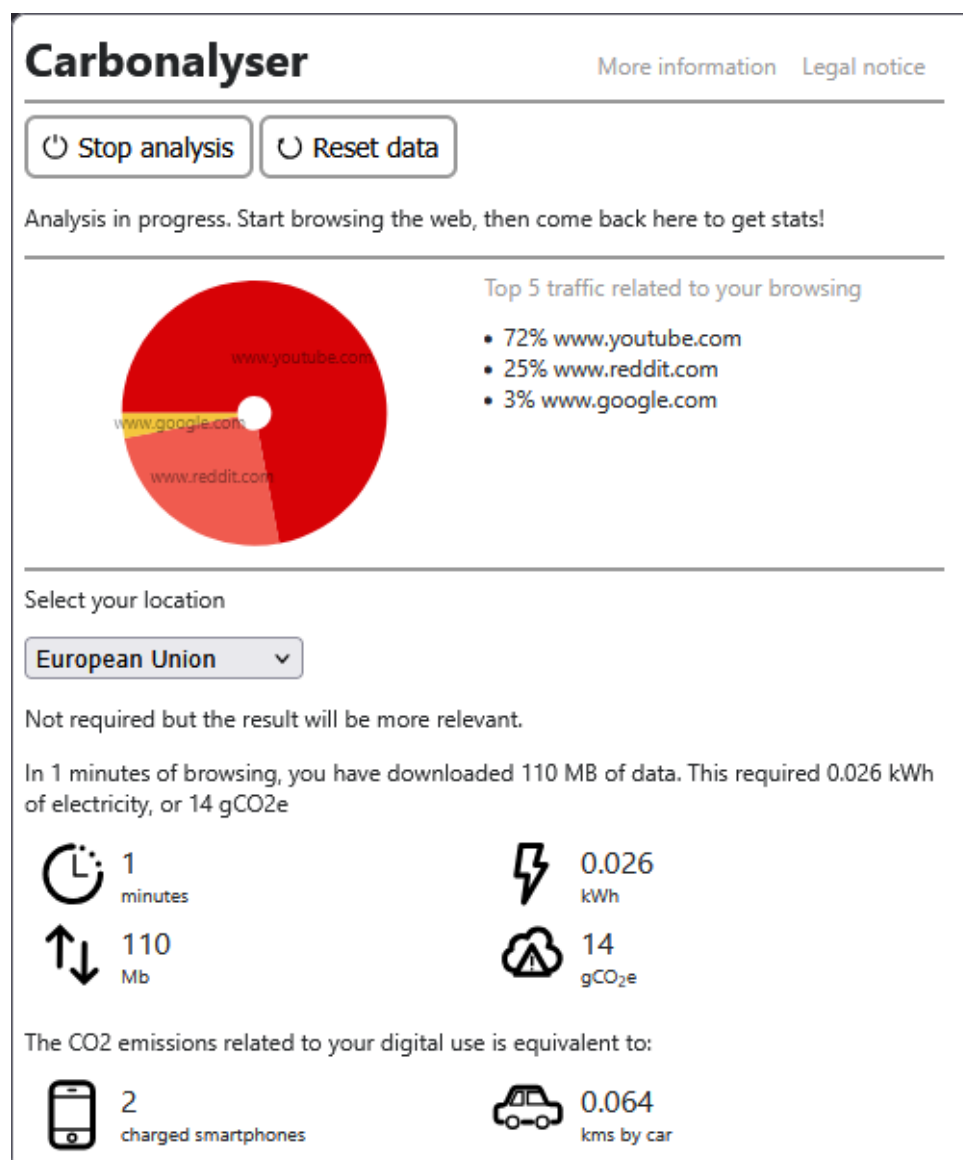 Carbonalyser
More information Legal notice
Stop analysis Reset data
Analysis in progress. Start browsing the web, then come back here to get stats!
Top 5 traffic related to your browsing
www.youtube.com
www.google.com
www.reddit.com
• 72% www.youtube.com
• 25% www.reddit.com
• 3% www.google.com
Select your location
European Union
Not required but the result will be more relevant.
In 1 minutes of browsing, you have downloaded 110 MB of data. This required 0.026 kWh
of electricity, or 14 gCO2e
1
minutes
0.026
kWh
110
Mb
14
gCO₂e
The CO2 emissions related to your digital use is equivalent to:
2
charged smartphones
0.064
kms by car